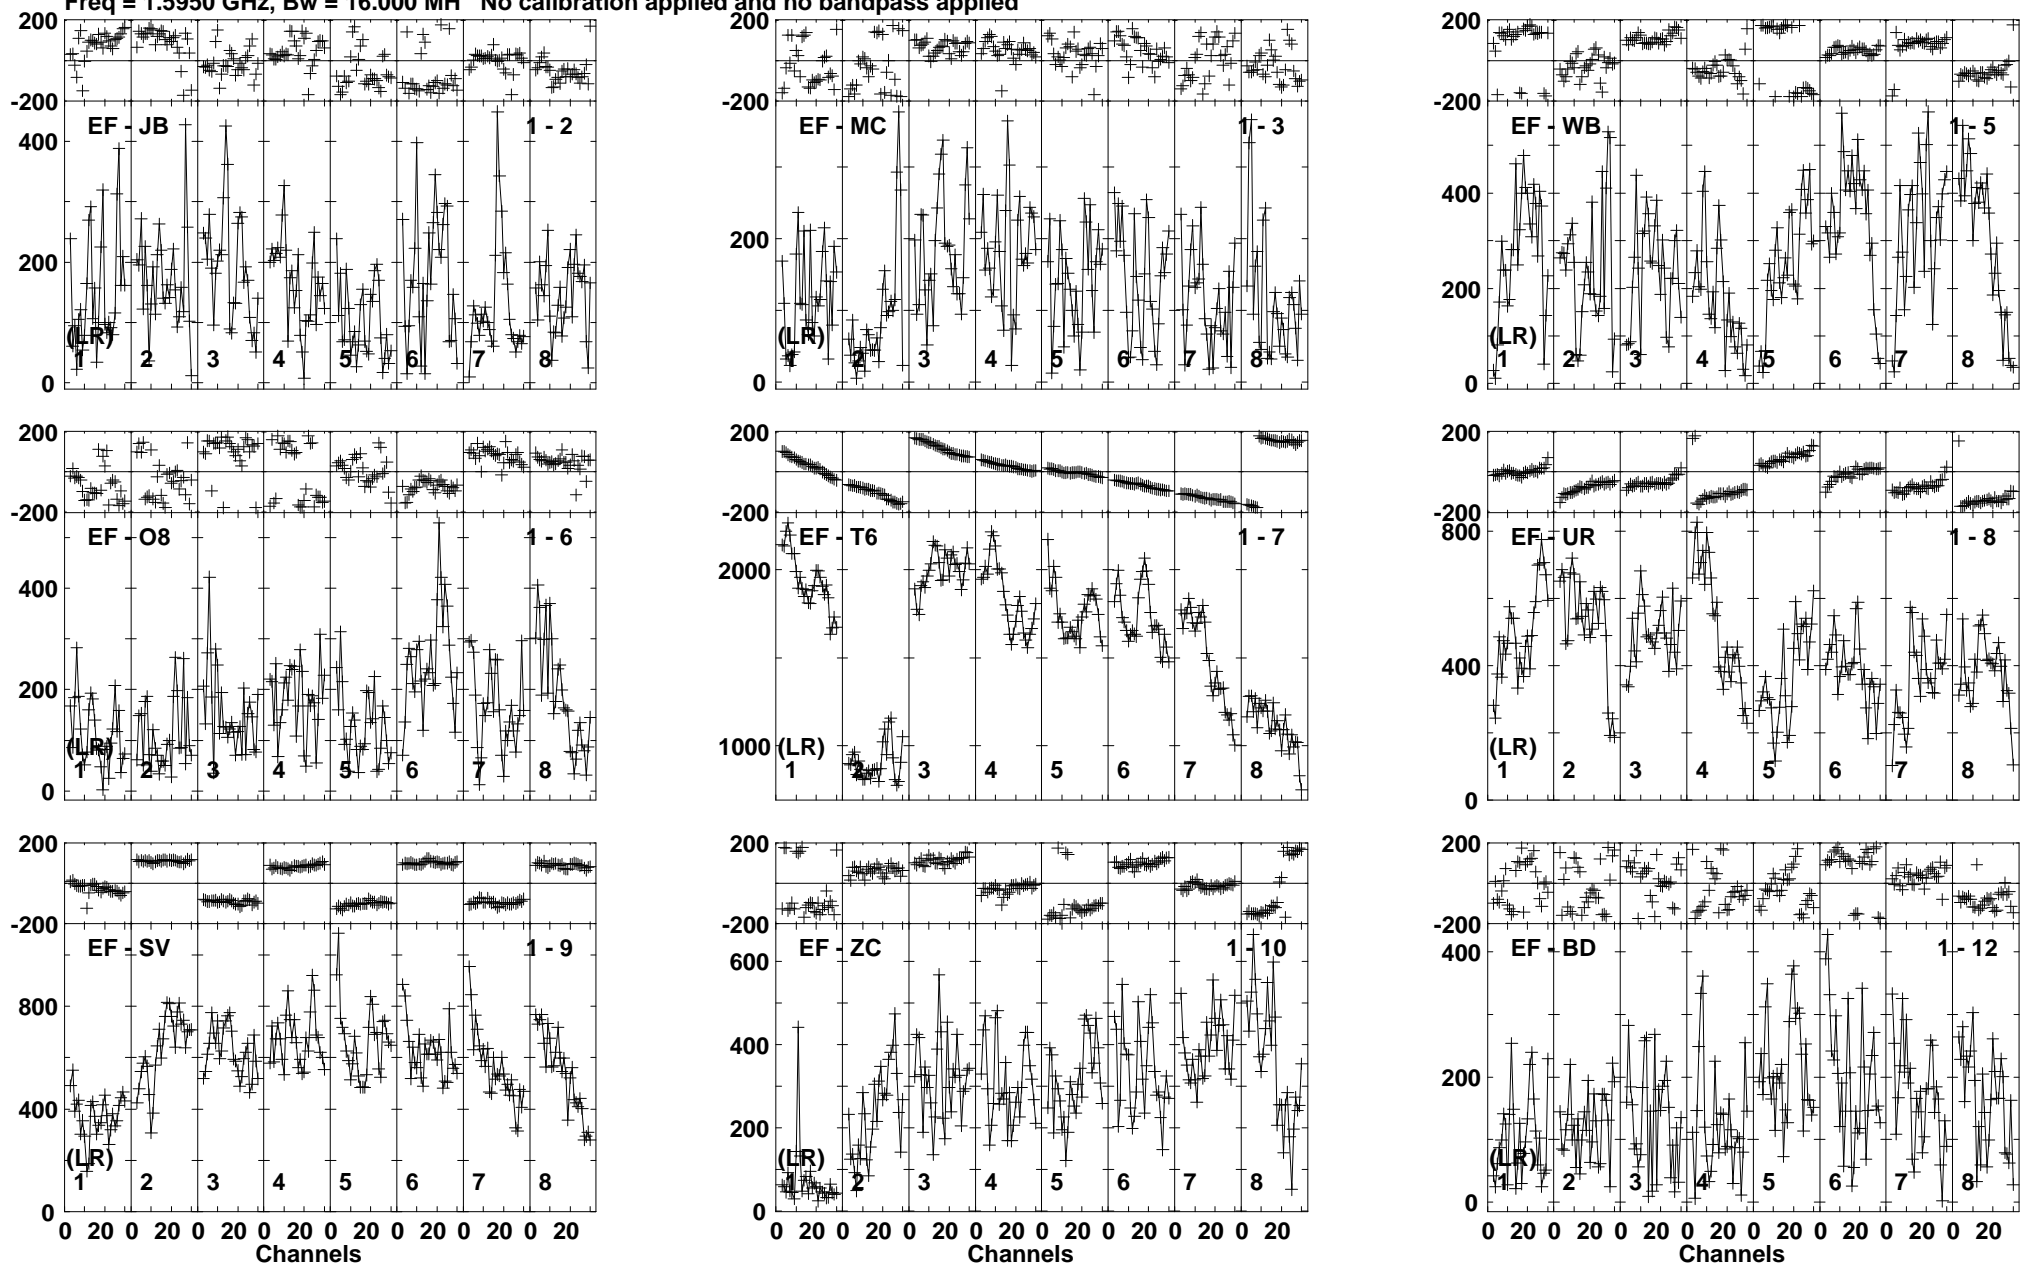 Freq = 1.5950 GHz, Bw = 16.000 MH No calibration applied and no bandpass applied
200
-200
EF - JB 1 - 2
400
200
0
(LR)
1 2 3 4 5 6 7 8
200
-200
EF - MC 1 - 3
200
0
(LR)
1 2 3 4 5 6 7 8
200
-200
EF - WB 1 - 5
400
200
0
(LR)
1 2 3 4 5 6 7 8
200
-200
EF - O8 1 - 6
400
200
0
(LR)
1 2 3 4 5 6 7 8
200
-200
EF - T6 1 - 7
2000
1000
(LR)
1 2 3 4 5 6 7 8
200
-200
800
EF - UR 1 - 8
400
0
(LR)
1 2 3 4 5 6 7 8
200
-200
EF - SV 1 - 9
800
400
0
(LR)
1 2 3 4 5 6 7 8
0 20 0 20 0 20 0 20 0 20 0 20 0 20 0 20
Channels
200
-200
EF - ZC 1 - 10
600
400
200
0
(LR)
1 2 3 4 5 6 7 8
0 20 0 20 0 20 0 20 0 20 0 20 0 20 0 20
Channels
200
-200
EF - BD 1 - 12
400
200
0
(LR)
1 2 3 4 5 6 7 8
0 20 0 20 0 20 0 20 0 20 0 20 0 20 0 20
Channels